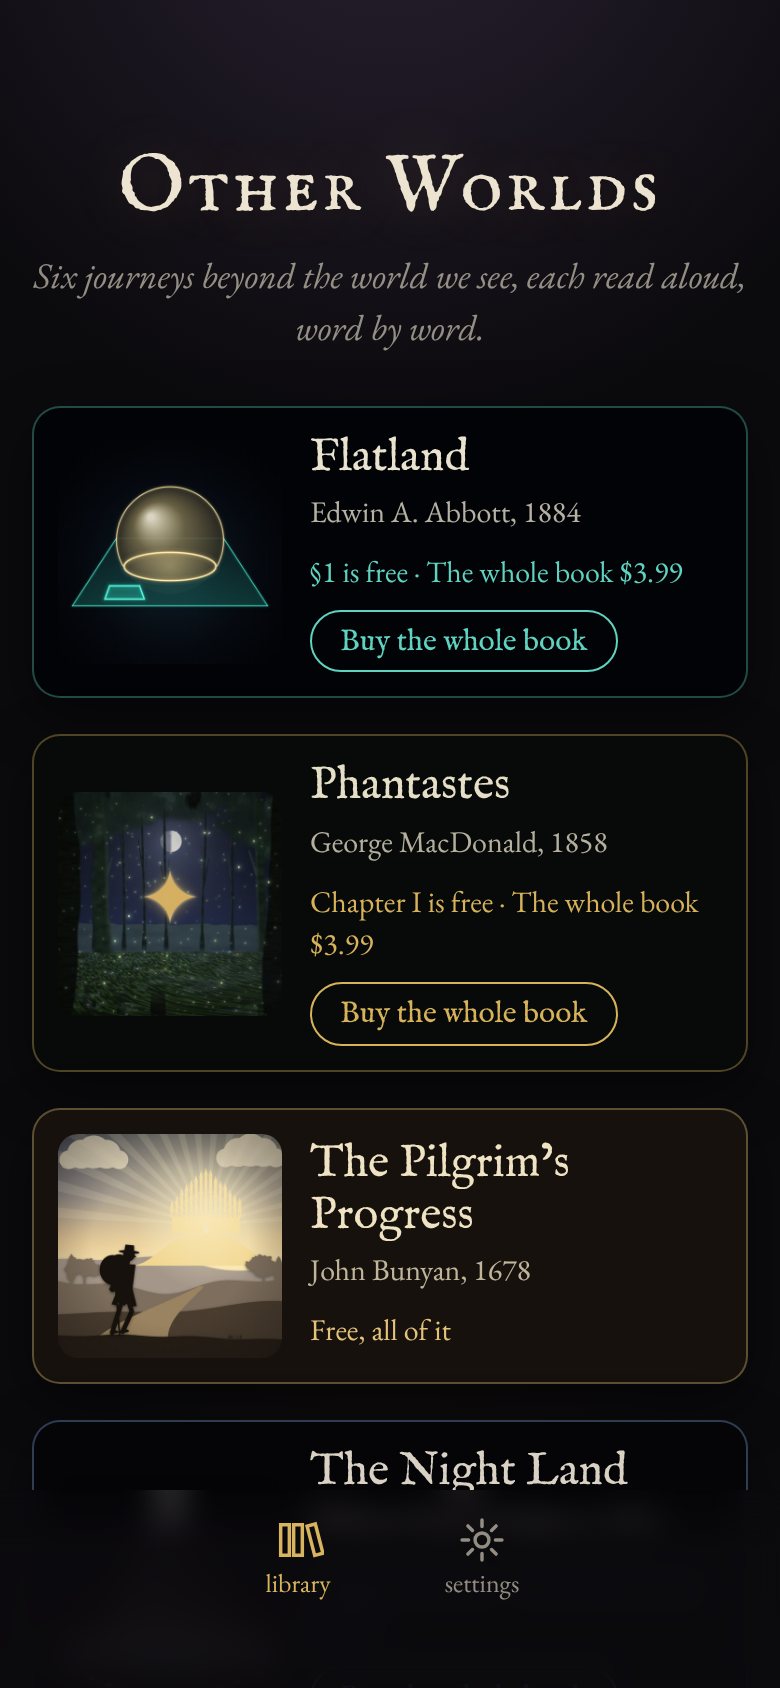 Other Worlds
Six journeys beyond the world we see, each read aloud,
word by word.
Flatland
Edwin A. Abbott, 1884
§1 is free · The whole book $3.99
Buy the whole book
Phantastes
George MacDonald, 1858
Chapter I is free · The whole book
$3.99
Buy the whole book
The Pilgrim’s
Progress
John Bunyan, 1678
Free, all of it
The Night Land
library
settings